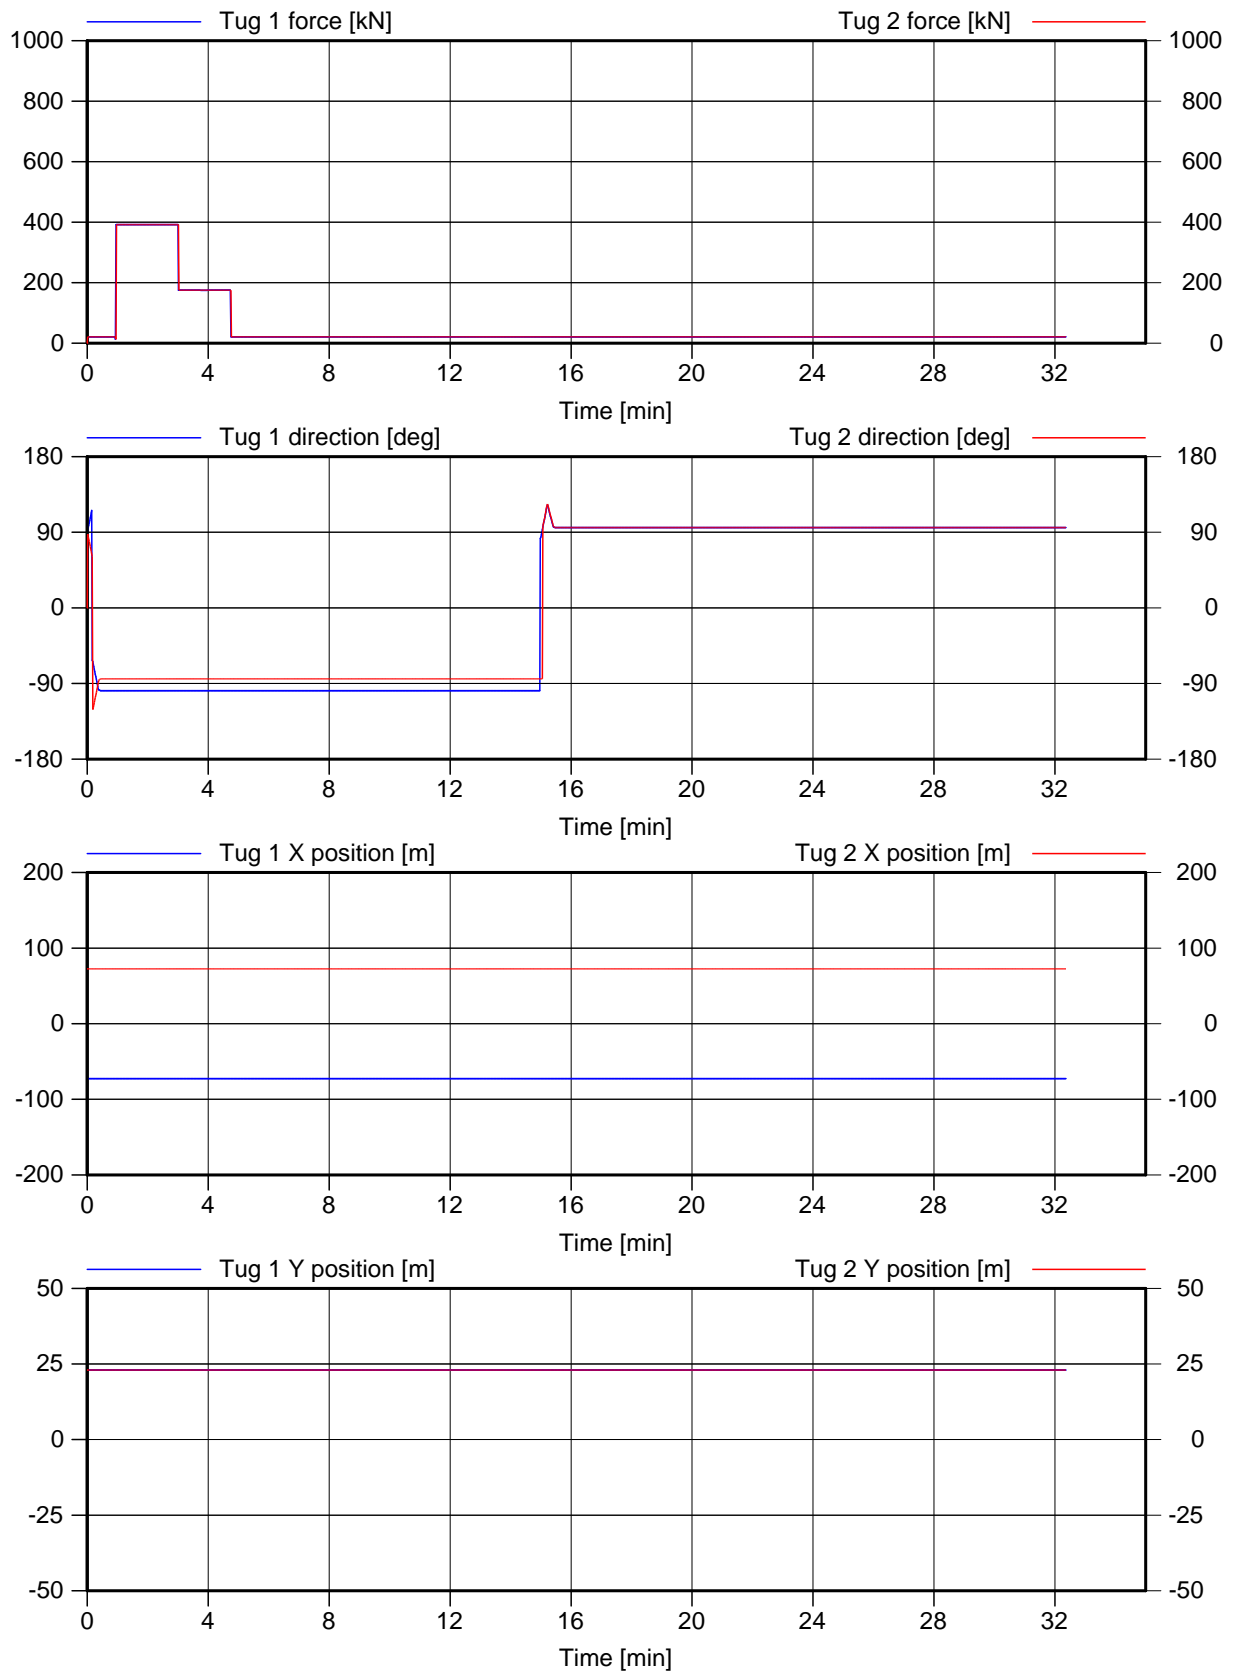 Tug 1 force [kN] Tug 2 force [kN]
1000 1000
800 800
600 600
400 400
200 200
0 0
0 4 8 12 16 20 24 28 32
Time [min]
Tug 1 direction [deg] Tug 2 direction [deg]
180 180
90 90
0 0
-90 -90
-180 -180
0 4 8 12 16 20 24 28 32
Time [min]
Tug 1 X position [m] Tug 2 X position [m]
200 200
100 100
0 0
-100 -100
-200 -200
0 4 8 12 16 20 24 28 32
Time [min]
Tug 1 Y position [m] Tug 2 Y position [m]
50 50
25 25
0 0
-25 -25
-50 -50
0 4 8 12 16 20 24 28 32
Time [min]